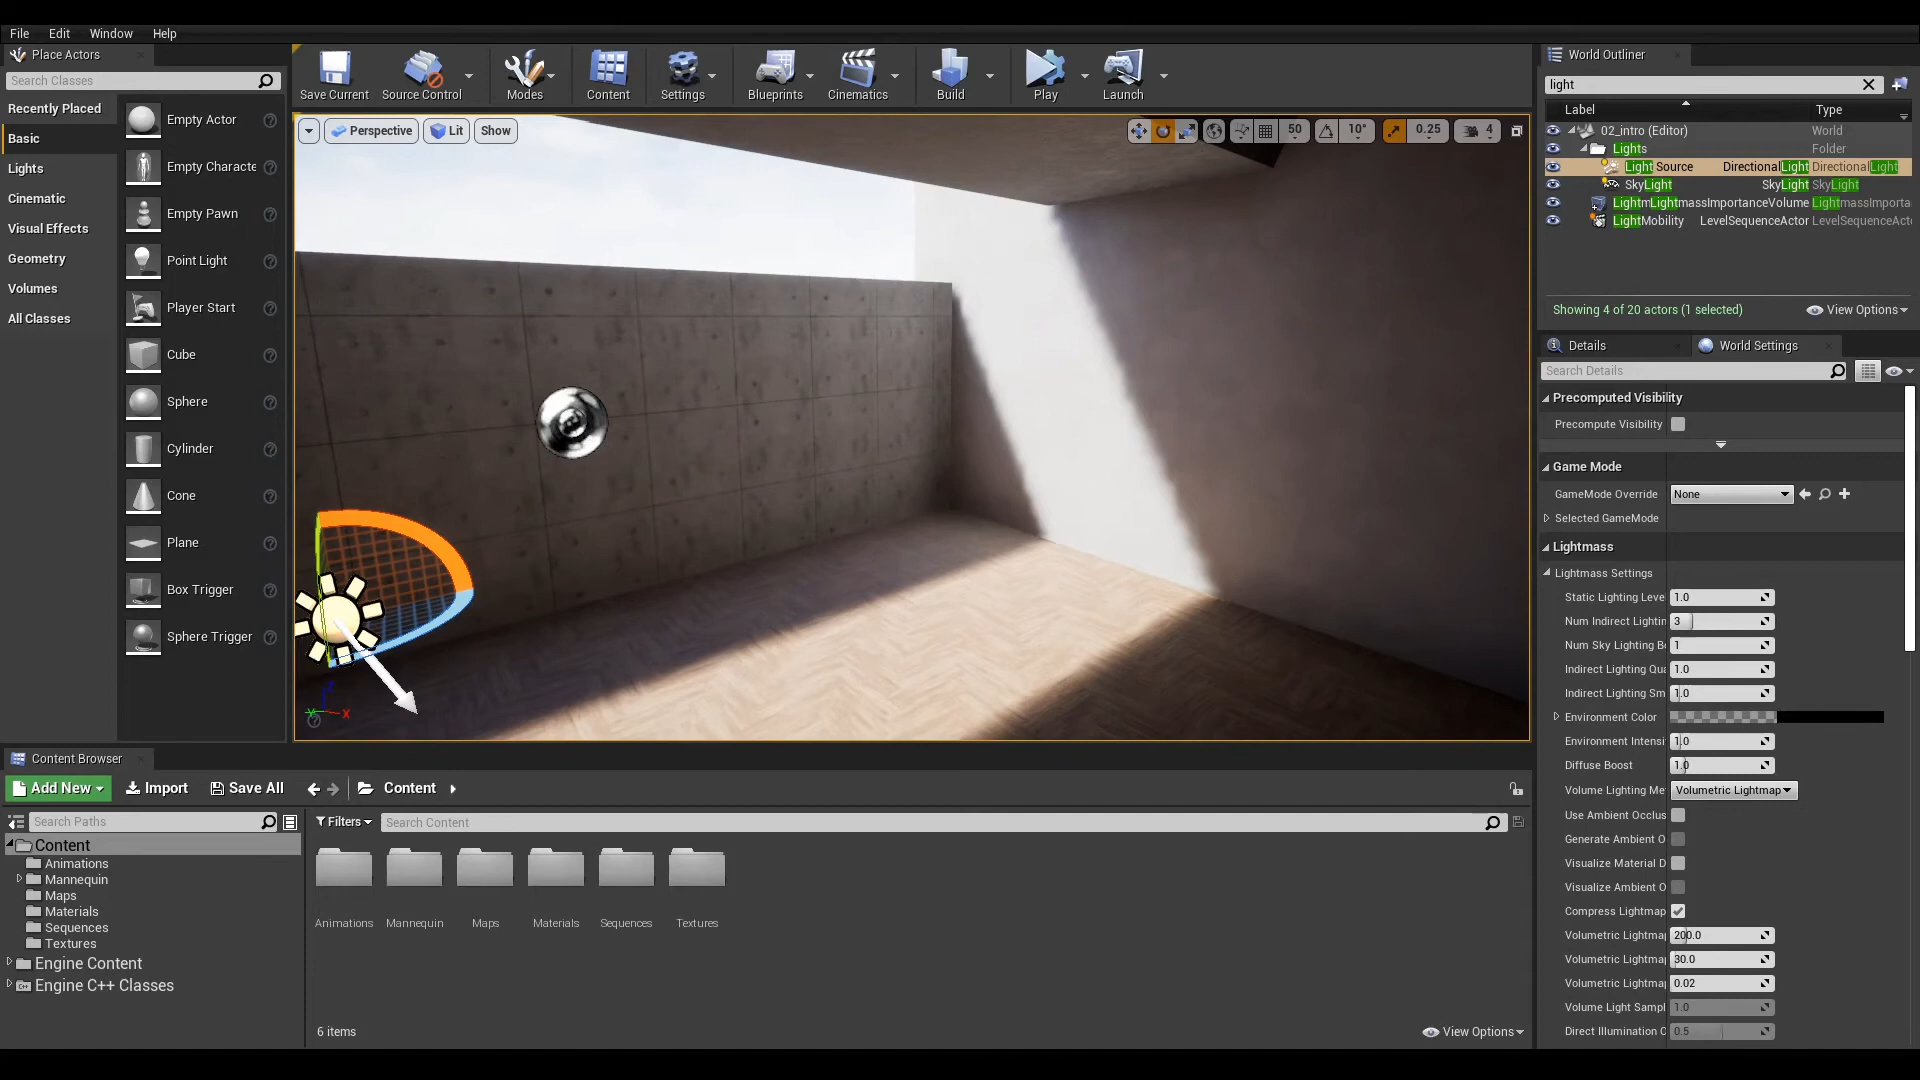 File Edit Window Help
Place Actors
Search Classes
Recently Placed
Basic
Lights
Cinematic
Visual Effects
Geometry
Volumes
All Classes
Empty Actor
Empty Characte
Empty Pawn
Point Light
Player Start
Cube
Sphere
Cylinder
Cone
Plane
Box Trigger
Sphere Trigger
Save Current
Source Control
Modes
Content
Settings
Blueprints
Cinematics
Build
Play
Launch
Perspective Lit Show
50 10° 0.25 4
X
World Outliner
light
Label Type
02_intro (Editor) World
Lights Folder
Light Source DirectionalLight DirectionalLight
SkyLight SkyLight SkyLight
LightmLightmassImportanceVolume LightmassImporta
LightMobility LevelSequenceActor LevelSequenceActo
Showing 4 of 20 actors (1 selected) View Options
Details World Settings
Search Details
Precomputed Visibility
Precompute Visibility
Game Mode
GameMode Override None
Selected GameMode
Lightmass
Lightmass Settings
Static Lighting Leve 1.0
Num Indirect Lightin 3
Num Sky Lighting Bo 1
Indirect Lighting Qua 1.0
Indirect Lighting Sm 1.0
Environment Color
Environment Intensi 1.0
Diffuse Boost 1.0
Volume Lighting Me Volumetric Lightmap
Use Ambient Occlus
Generate Ambient O
Visualize Material D
Visualize Ambient O
Compress Lightmap
Volumetric Lightma 200.0
Volumetric Lightma 30.0
Volumetric Lightma 0.02
Volume Light Sampl 1.0
Direct Illumination O 0.5
Content Browser
Add New Import Save All Content
Search Paths
Content
Animations
Mannequin
Maps
Materials
Sequences
Textures
Engine Content
Engine C++ Classes
Filters Search Content
Animations Mannequin Maps Materials Sequences Textures
6 items View Options